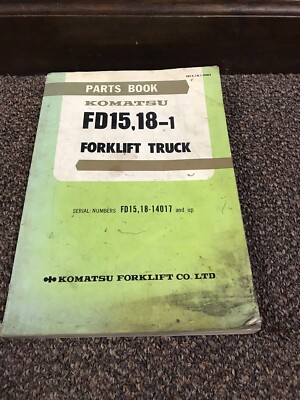 PARTS BOOK
KOMATSU
FD15,18-1
FORKLIFT TRUCK
SERIAL NUMBERS FD15,18-14017 and up
KOMATSU FORKLIFT CO. LTD